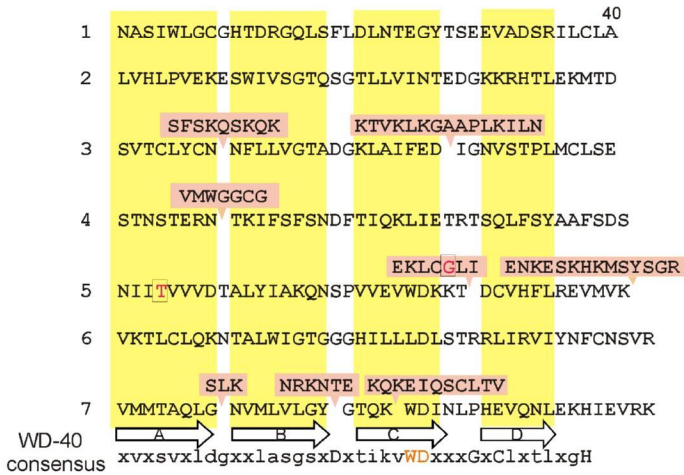 40
1 NASIWLGCGHTDRGQLSFLDLNTEGYTSEEVADSRILCLA
2 LVHLPVEKESWIVSGTQSGTLLVINTEDGKKRHTLEKMTD
SFSKQSKQK KTVKLKGAAPLKILN
3 SVTCLYCN NFLLVGTADGKLAIFED IGNVSTPLMCLSE
VMWGGCG
4 STNSTERN TKIFSFSNDFTIQKLIETRTSQLFSYAAFSDS
EKLCGLI ENKESKHKMSYSGR
5 NIITVVVDTALYIAKQNSPVVEVWDKKT DCVHFLREVMVK
6 VKTLCLQKNTALWIGTGGGHILLLDLSTRRLIRVIYNFCNSVR
SLK NRKNTE KQKEIQSCLTV
7 VMMTAQLG NVMLVLGY GTQK WDINLPHEVQNLEKHIEVRK
A B C D
WD-40 consensus xvxsvxldgxxlasgsxDxtikvWDxxxGxClxtlxgH